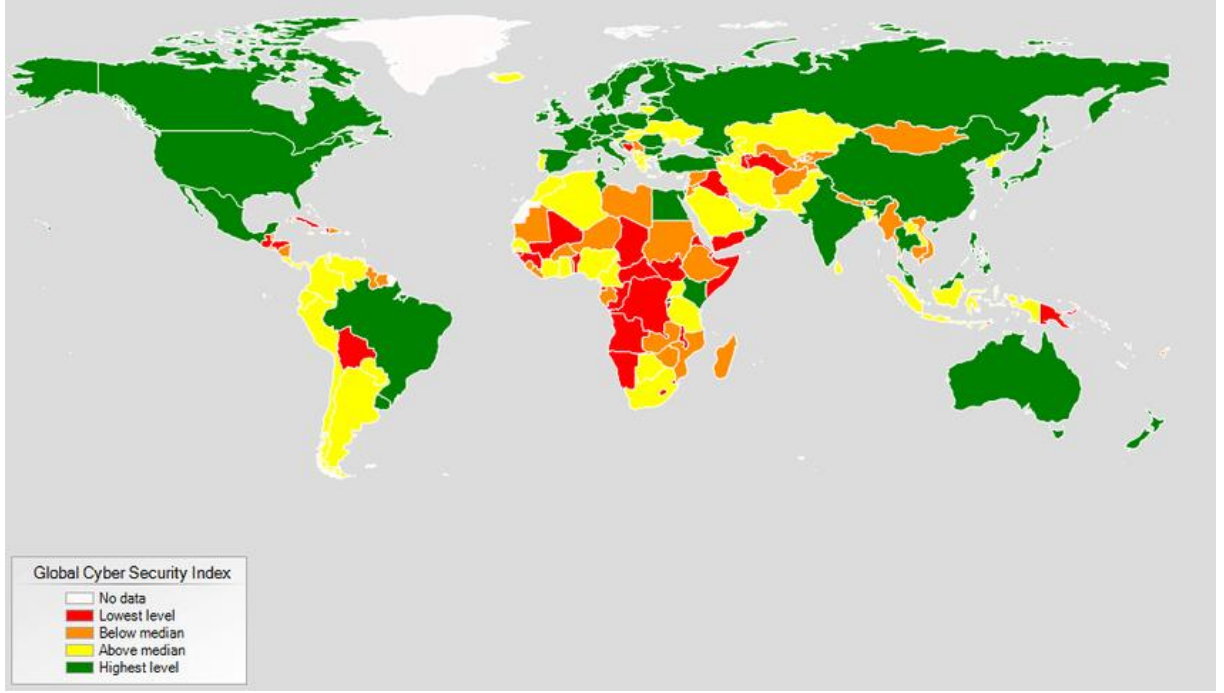 Global Cyber Security Index
No data
Lowest level
Below median
Above median
Highest level